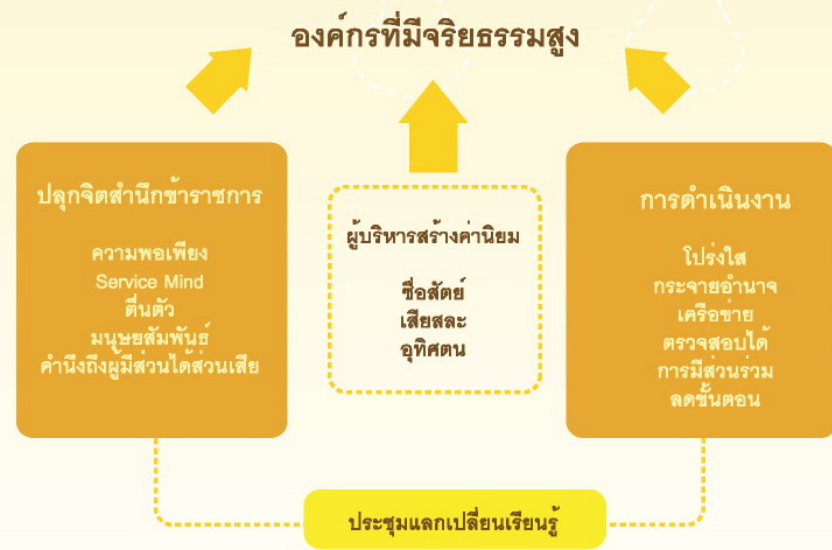 องค์กรที่มีจริยธรรมสูง
ปลุกจิตสำนึกข้าราชการ
ความพอเพียง
Service Mind
ตื่นตัว
มนุษยสัมพันธ์
คำนึงถึงผู้มีส่วนได้ส่วนเสีย
ผู้บริหารสร้างค่านิยม
ซื่อสัตย์
เสียสละ
อุทิศตน
การดำเนินงาน
โปร่งใส
กระจายอำนาจ
เครือข่าย
ตรวจสอบได้
การมีส่วนร่วม
ลดขั้นตอน
ประชุมแลกเปลี่ยนเรียนรู้